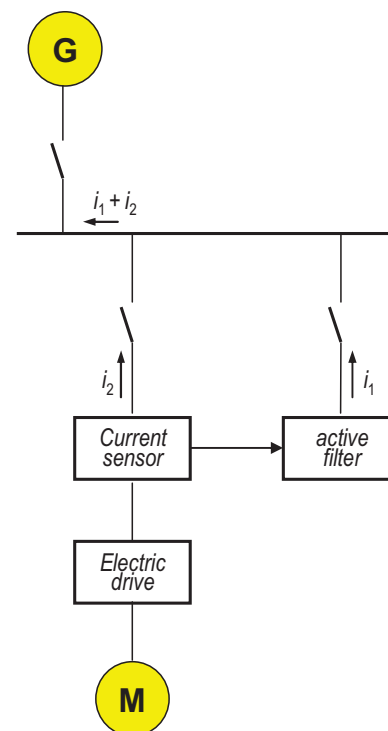 G
i₁ + i₂
i₂
i₁
Current
sensor
active
filter
Electric
drive
M